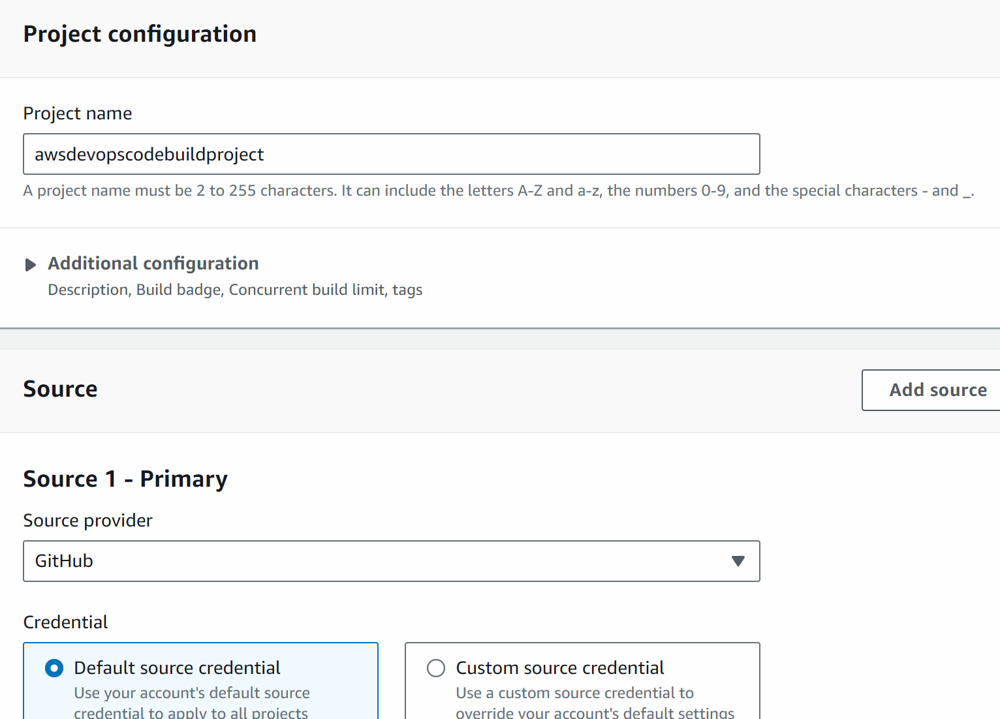 Project configuration
Project name
awsdevopscodebuildproject
A project name must be 2 to 255 characters. It can include the letters A-Z and a-z, the numbers 0-9, and the special characters - and _.
Additional configuration
Description, Build badge, Concurrent build limit, tags
Source
Add source
Source 1 - Primary
Source provider
GitHub
Credential
Default source credential
Use your account's default source
credential to apply to all projects
Custom source credential
Use a custom source credential to
override your account's default settings